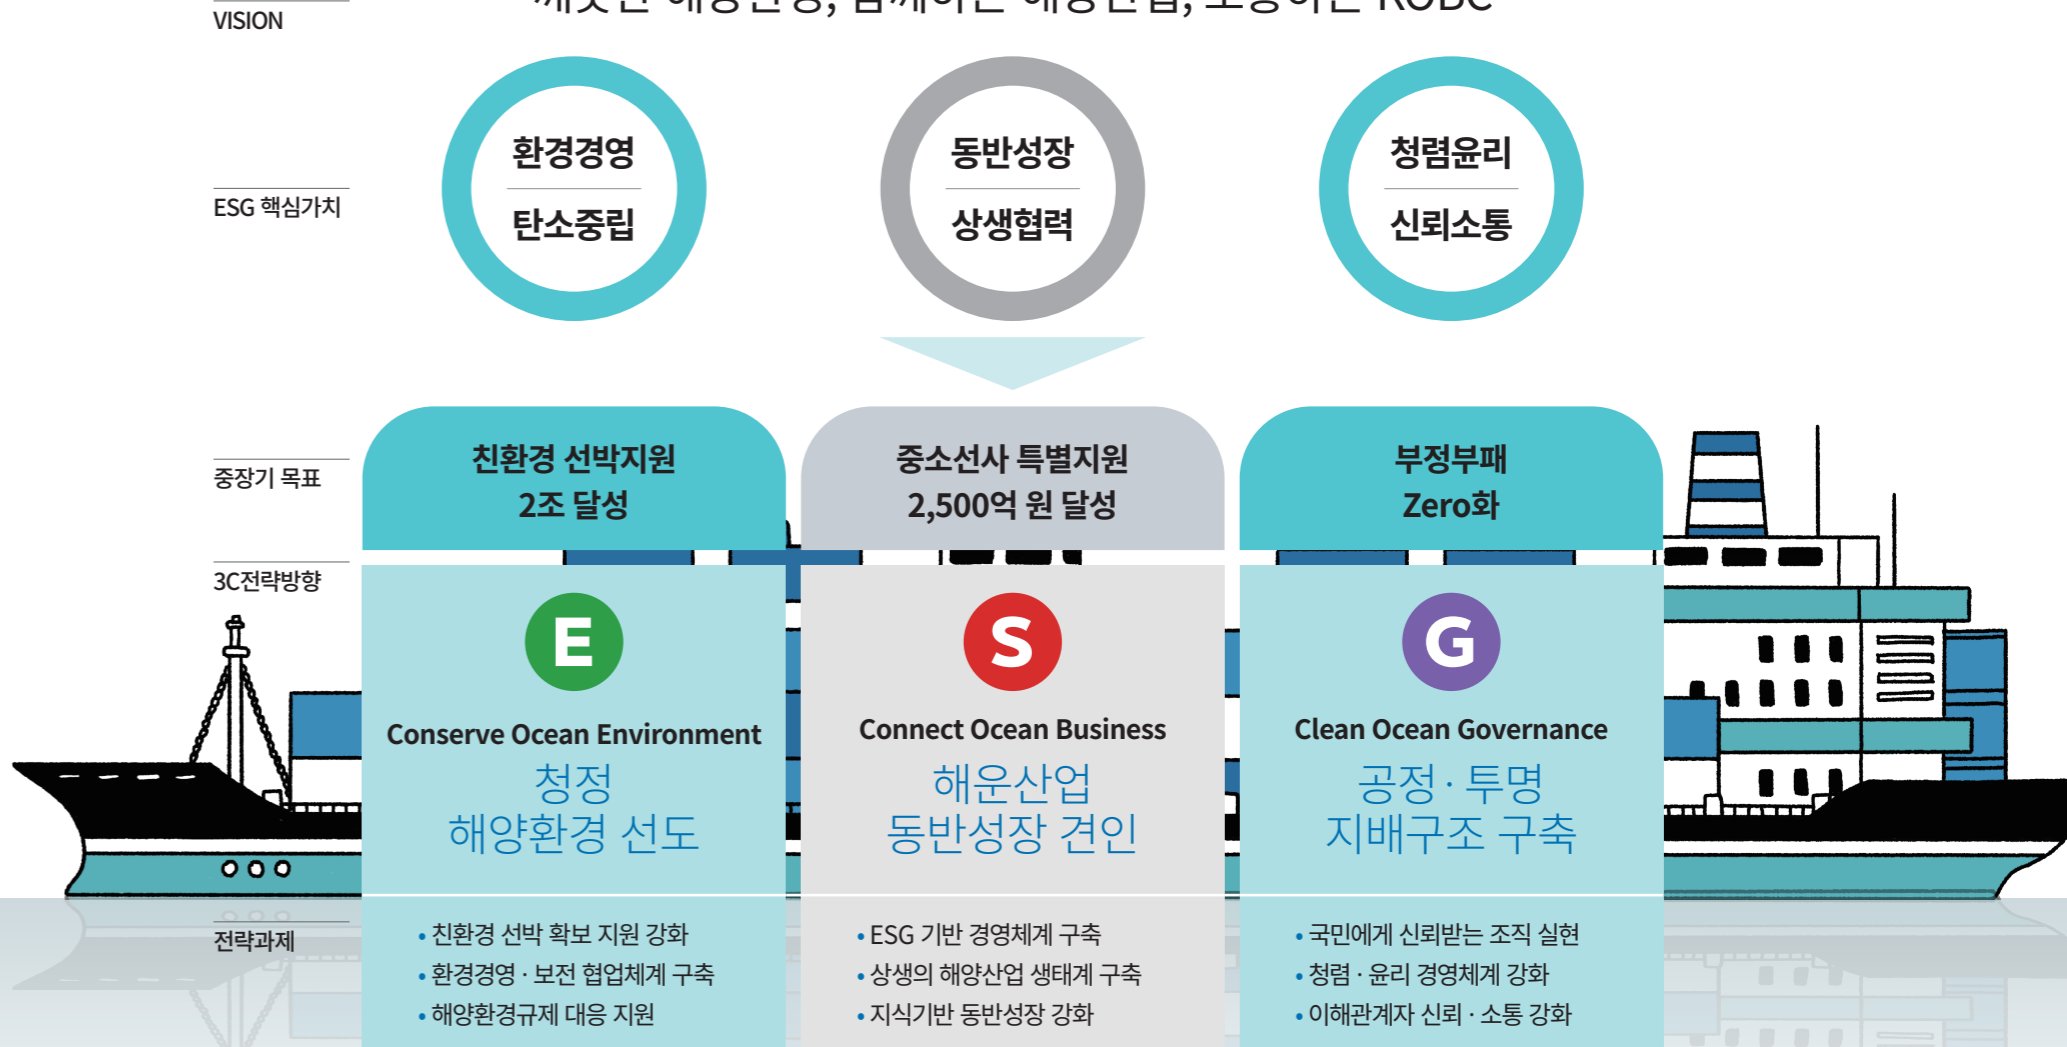 VISION
환경경영
탄소중립
동반성장
상생협력
청렴윤리
신뢰소통
ESG 핵심가치
중장기 목표
친환경 선박지원
2조 달성
중소선사 특별지원
2,500억 원 달성
부정부패
Zero화
3C전략방향
E
Conserve Ocean Environment
청정
해양환경 선도
S
Connect Ocean Business
해운산업
동반성장 견인
G
Clean Ocean Governance
공정·투명
지배구조 구축
전략과제
• 친환경 선박 확보 지원 강화
• 환경경영·보전 협업체계 구축
• 해양환경규제 대응 지원
• ESG 기반 경영체계 구축
• 상생의 해양산업 생태계 구축
• 지식기반 동반성장 강화
• 국민에게 신뢰받는 조직 실현
• 청렴·윤리 경영체계 강화
• 이해관계자 신뢰·소통 강화